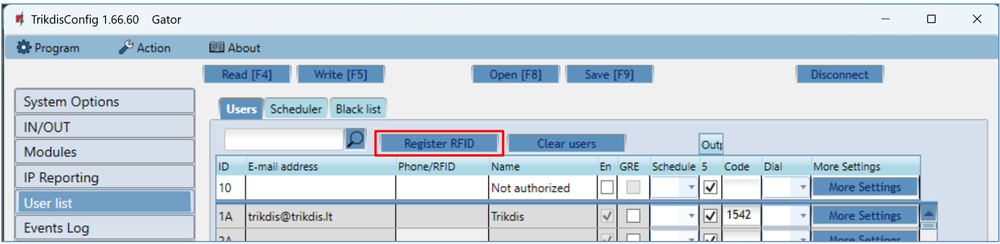 TrikdisConfig 1.66.60 Gator
Program Action About
Read [F4] Write [F5] Open [F8] Save [F9] Disconnect
System Options
IN/OUT
Modules
IP Reporting
User list
Events Log
Users Scheduler Black list
Register RFID Clear users Outp
ID E-mail address Phone/RFID Name En GRE Schedule 5 Code Dial More Settings
10 Not authorized More Settings
1A trikdis@trikdis.lt Trikdis 1542 More Settings
2A More Settings